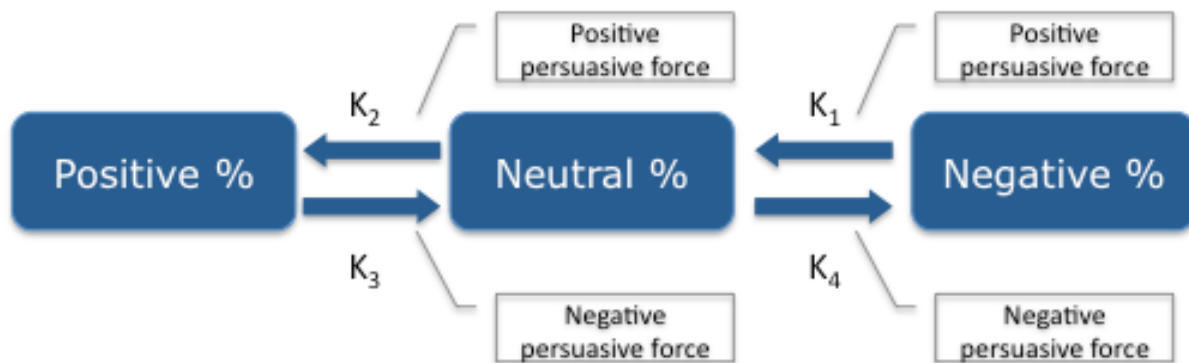 Positive
persuasive force
Positive
persuasive force
K2
K1
Positive %
Neutral %
Negative %
K3
K4
Negative
persuasive force
Negative
persuasive force